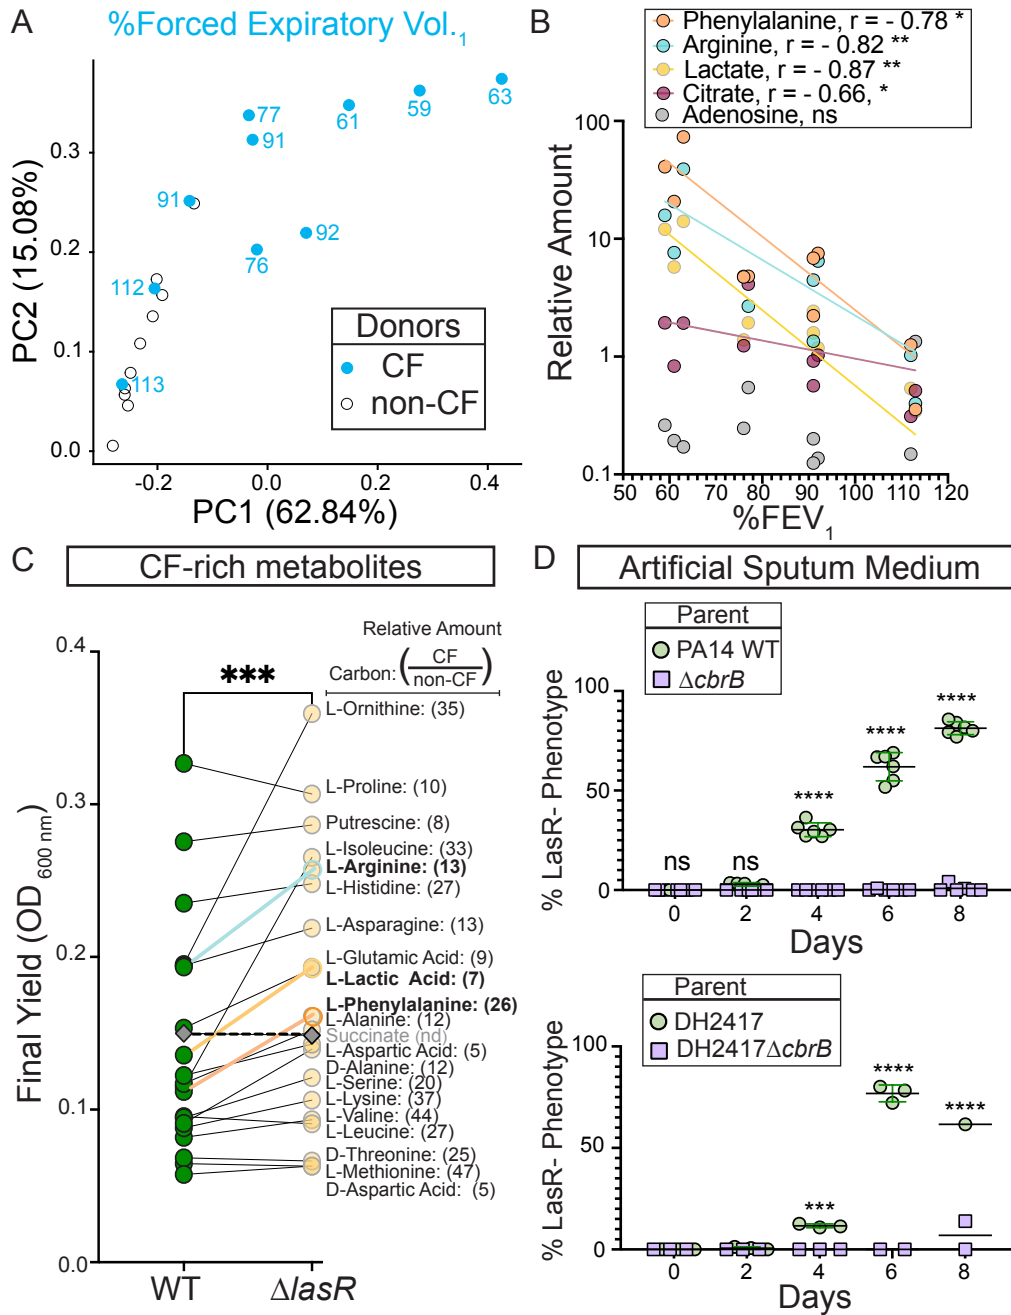 A
%Forced Expiratory Vol.1
PC2 (15.08%)
0.3
0.2
0.1
0.0
77
91
61
59
63
91
76
92
112
113
Donors
CF
non-CF
-0.2
0.0
0.2
0.4
PC1 (62.84%)
B
Phenylalanine, r = - 0.78 *
Arginine, r = - 0.82 **
Lactate, r = - 0.87 **
Citrate, r = - 0.66, *
Adenosine, ns
Relative Amount
100
10
1
0.1
50 60 70 80 90 100 110 120
%FEV1
C
CF-rich metabolites
Final Yield (OD600 nm)
0.4
0.3
0.2
0.1
0.0
***
Relative Amount
Carbon: (CF/non-CF)
L-Ornithine: (35)
L-Proline: (10)
Putrescine: (8)
L-Isoleucine: (33)
L-Arginine: (13)
L-Histidine: (27)
L-Asparagine: (13)
L-Glutamic Acid: (9)
L-Lactic Acid: (7)
L-Phenylalanine: (26)
L-Alanine: (12)
Succinate (nd)
L-Aspartic Acid: (5)
D-Alanine: (12)
L-Serine: (20)
L-Lysine: (37)
L-Valine: (44)
L-Leucine: (27)
D-Threonine: (25)
L-Methionine: (47)
D-Aspartic Acid: (5)
WT
ΔlasR
D
Artificial Sputum Medium
Parent
PA14 WT
ΔcbrB
% LasR- Phenotype
100
50
0
ns
ns
****
****
****
0 2 4 6 8
Days
Parent
DH2417
DH2417ΔcbrB
% LasR- Phenotype
100
50
0
***
****
****
0 2 4 6 8
Days